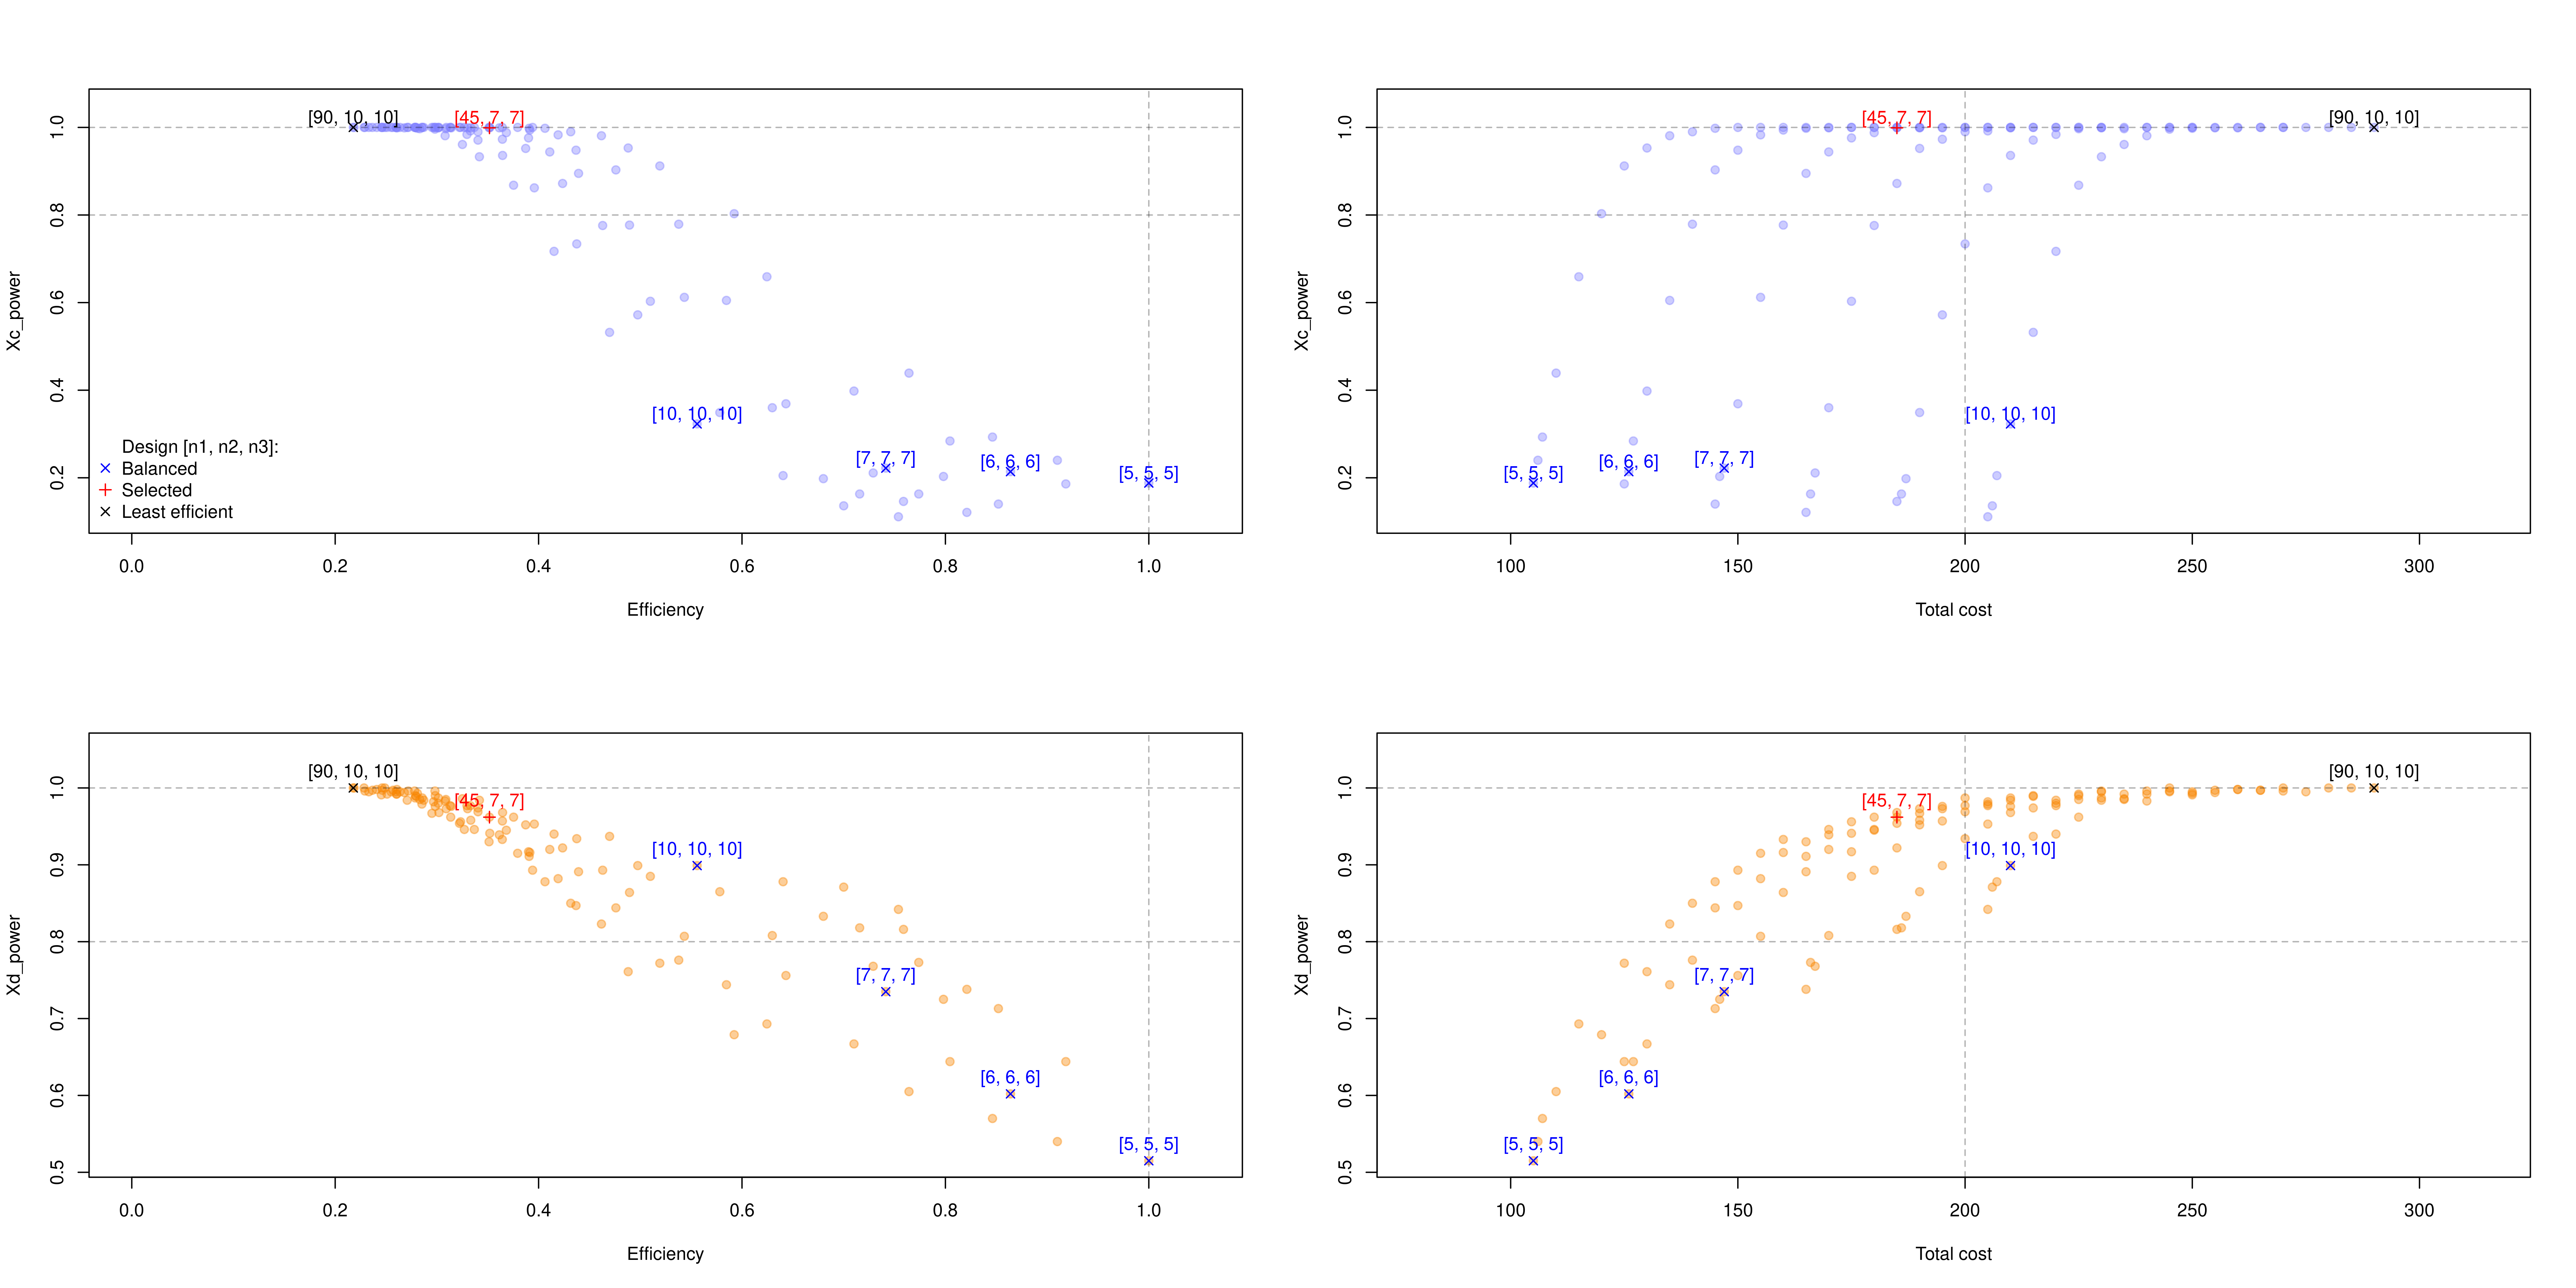 [90, 10, 10]
[45, 7, 7]
[10, 10, 10]
[7, 7, 7]
[6, 6, 6]
[5, 5, 5]
Design [n1, n2, n3]:
Balanced
Selected
Least efficient
Xc_power
1.0
0.8
0.6
0.4
0.2
0.0 0.2 0.4 0.6 0.8 1.0
Efficiency
[45, 7, 7]
[90, 10, 10]
[10, 10, 10]
[7, 7, 7]
[6, 6, 6]
[5, 5, 5]
Xc_power
1.0
0.8
0.6
0.4
0.2
100 150 200 250 300
Total cost
[90, 10, 10]
[45, 7, 7]
[10, 10, 10]
[7, 7, 7]
[6, 6, 6]
[5, 5, 5]
Xd_power
1.0
0.9
0.8
0.7
0.6
0.5
0.0 0.2 0.4 0.6 0.8 1.0
Efficiency
[90, 10, 10]
[45, 7, 7]
[10, 10, 10]
[7, 7, 7]
[6, 6, 6]
[5, 5, 5]
Xd_power
1.0
0.9
0.8
0.7
0.6
0.5
100 150 200 250 300
Total cost